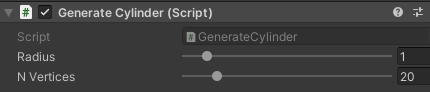 Generate Cylinder (Script)
Script GenerateCylinder
Radius 1
N Vertices 20